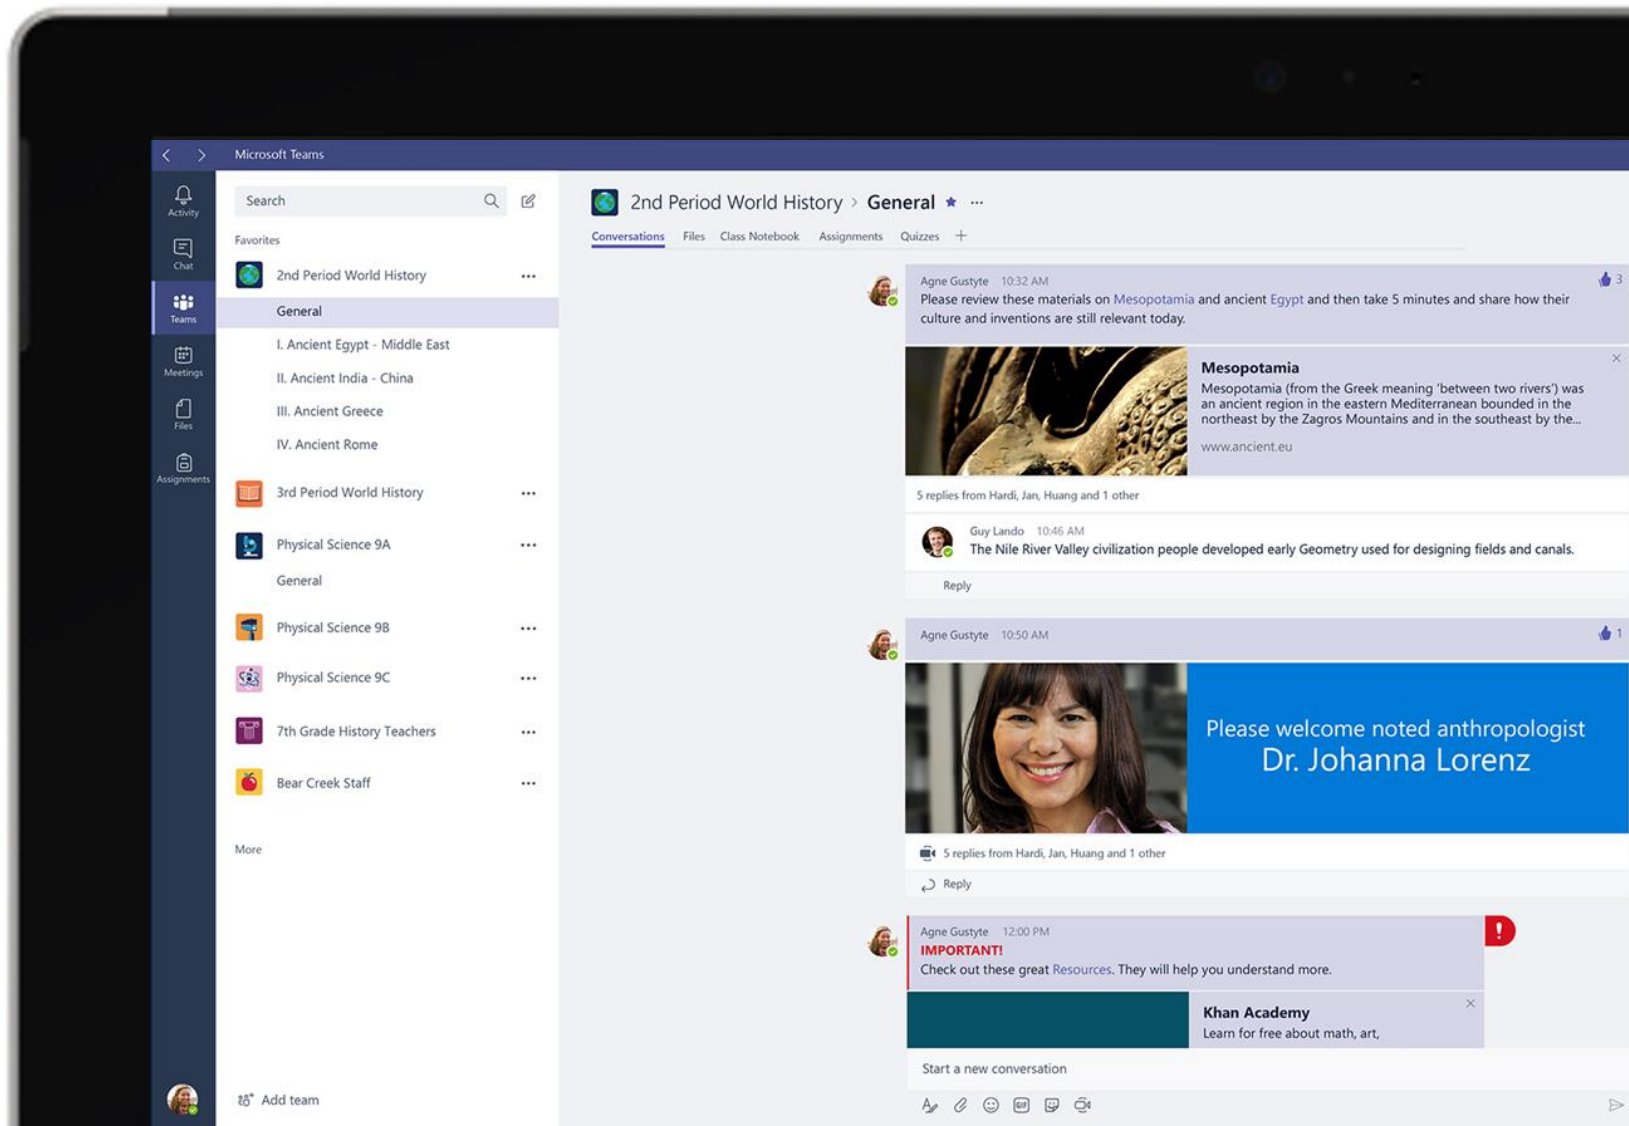 Microsoft Teams
Activity
Chat
Teams
Meetings
Files
Assignments
Search
Favorites
2nd Period World History
General
I. Ancient Egypt - Middle East
II. Ancient India - China
III. Ancient Greece
IV. Ancient Rome
3rd Period World History
Physical Science 9A
General
Physical Science 9B
Physical Science 9C
7th Grade History Teachers
Bear Creek Staff
More
Add team
2nd Period World History > General
Conversations Files Class Notebook Assignments Quizzes
Agne Gustyte 10:32 AM
3
Please review these materials on Mesopotamia and ancient Egypt and then take 5 minutes and share how their
culture and inventions are still relevant today.
Mesopotamia
Mesopotamia (from the Greek meaning 'between two rivers') was
an ancient region in the eastern Mediterranean bounded in the
northeast by the Zagros Mountains and in the southeast by the...
www.ancient.eu
5 replies from Hardi, Jan, Huang and 1 other
Guy Lando 10:46 AM
The Nile River Valley civilization people developed early Geometry used for designing fields and canals.
Reply
Agne Gustyte 10:50 AM
1
Please welcome noted anthropologist
Dr. Johanna Lorenz
5 replies from Hardi, Jan, Huang and 1 other
Reply
Agne Gustyte 12:00 PM
!
IMPORTANT!
Check out these great Resources. They will help you understand more.
Khan Academy
Learn for free about math, art,
Start a new conversation
GIF